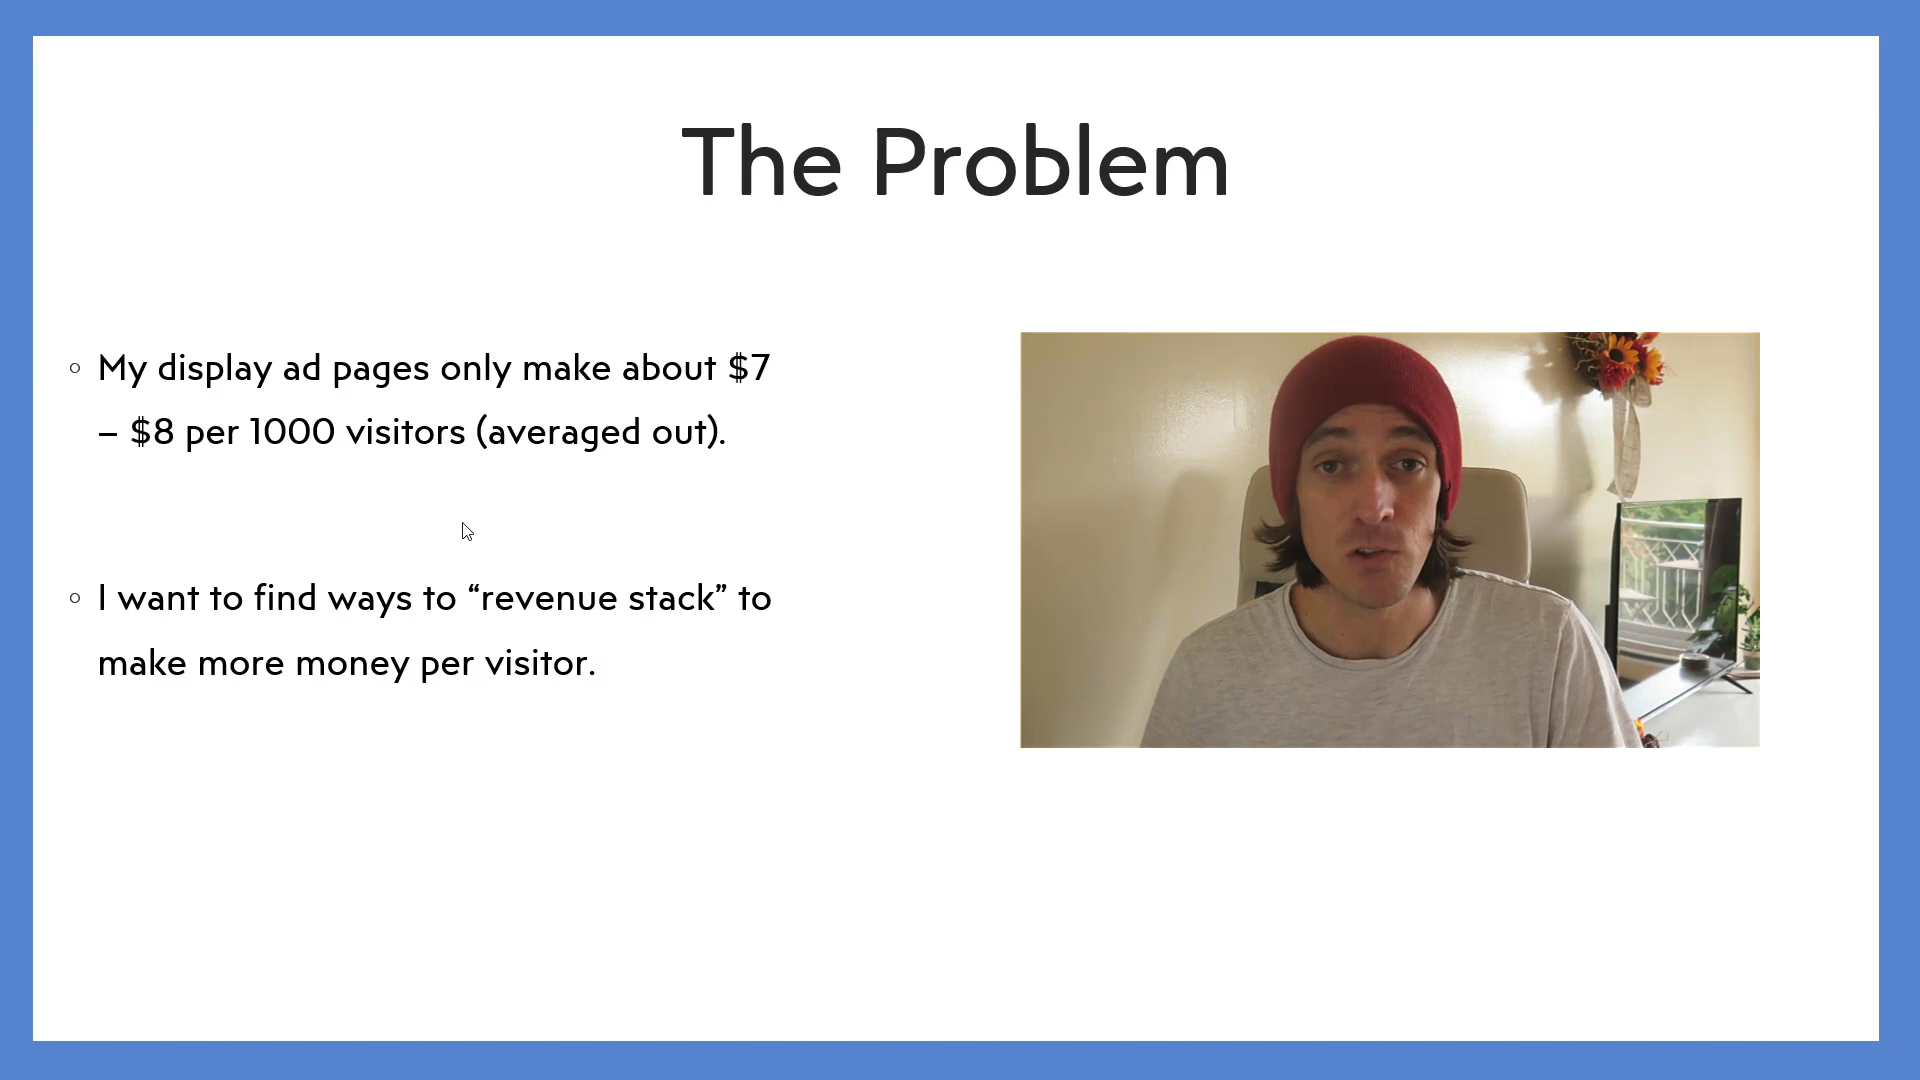 The Problem
◦ My display ad pages only make about $7
– $8 per 1000 visitors (averaged out).
◦ I want to find ways to “revenue stack” to
make more money per visitor.